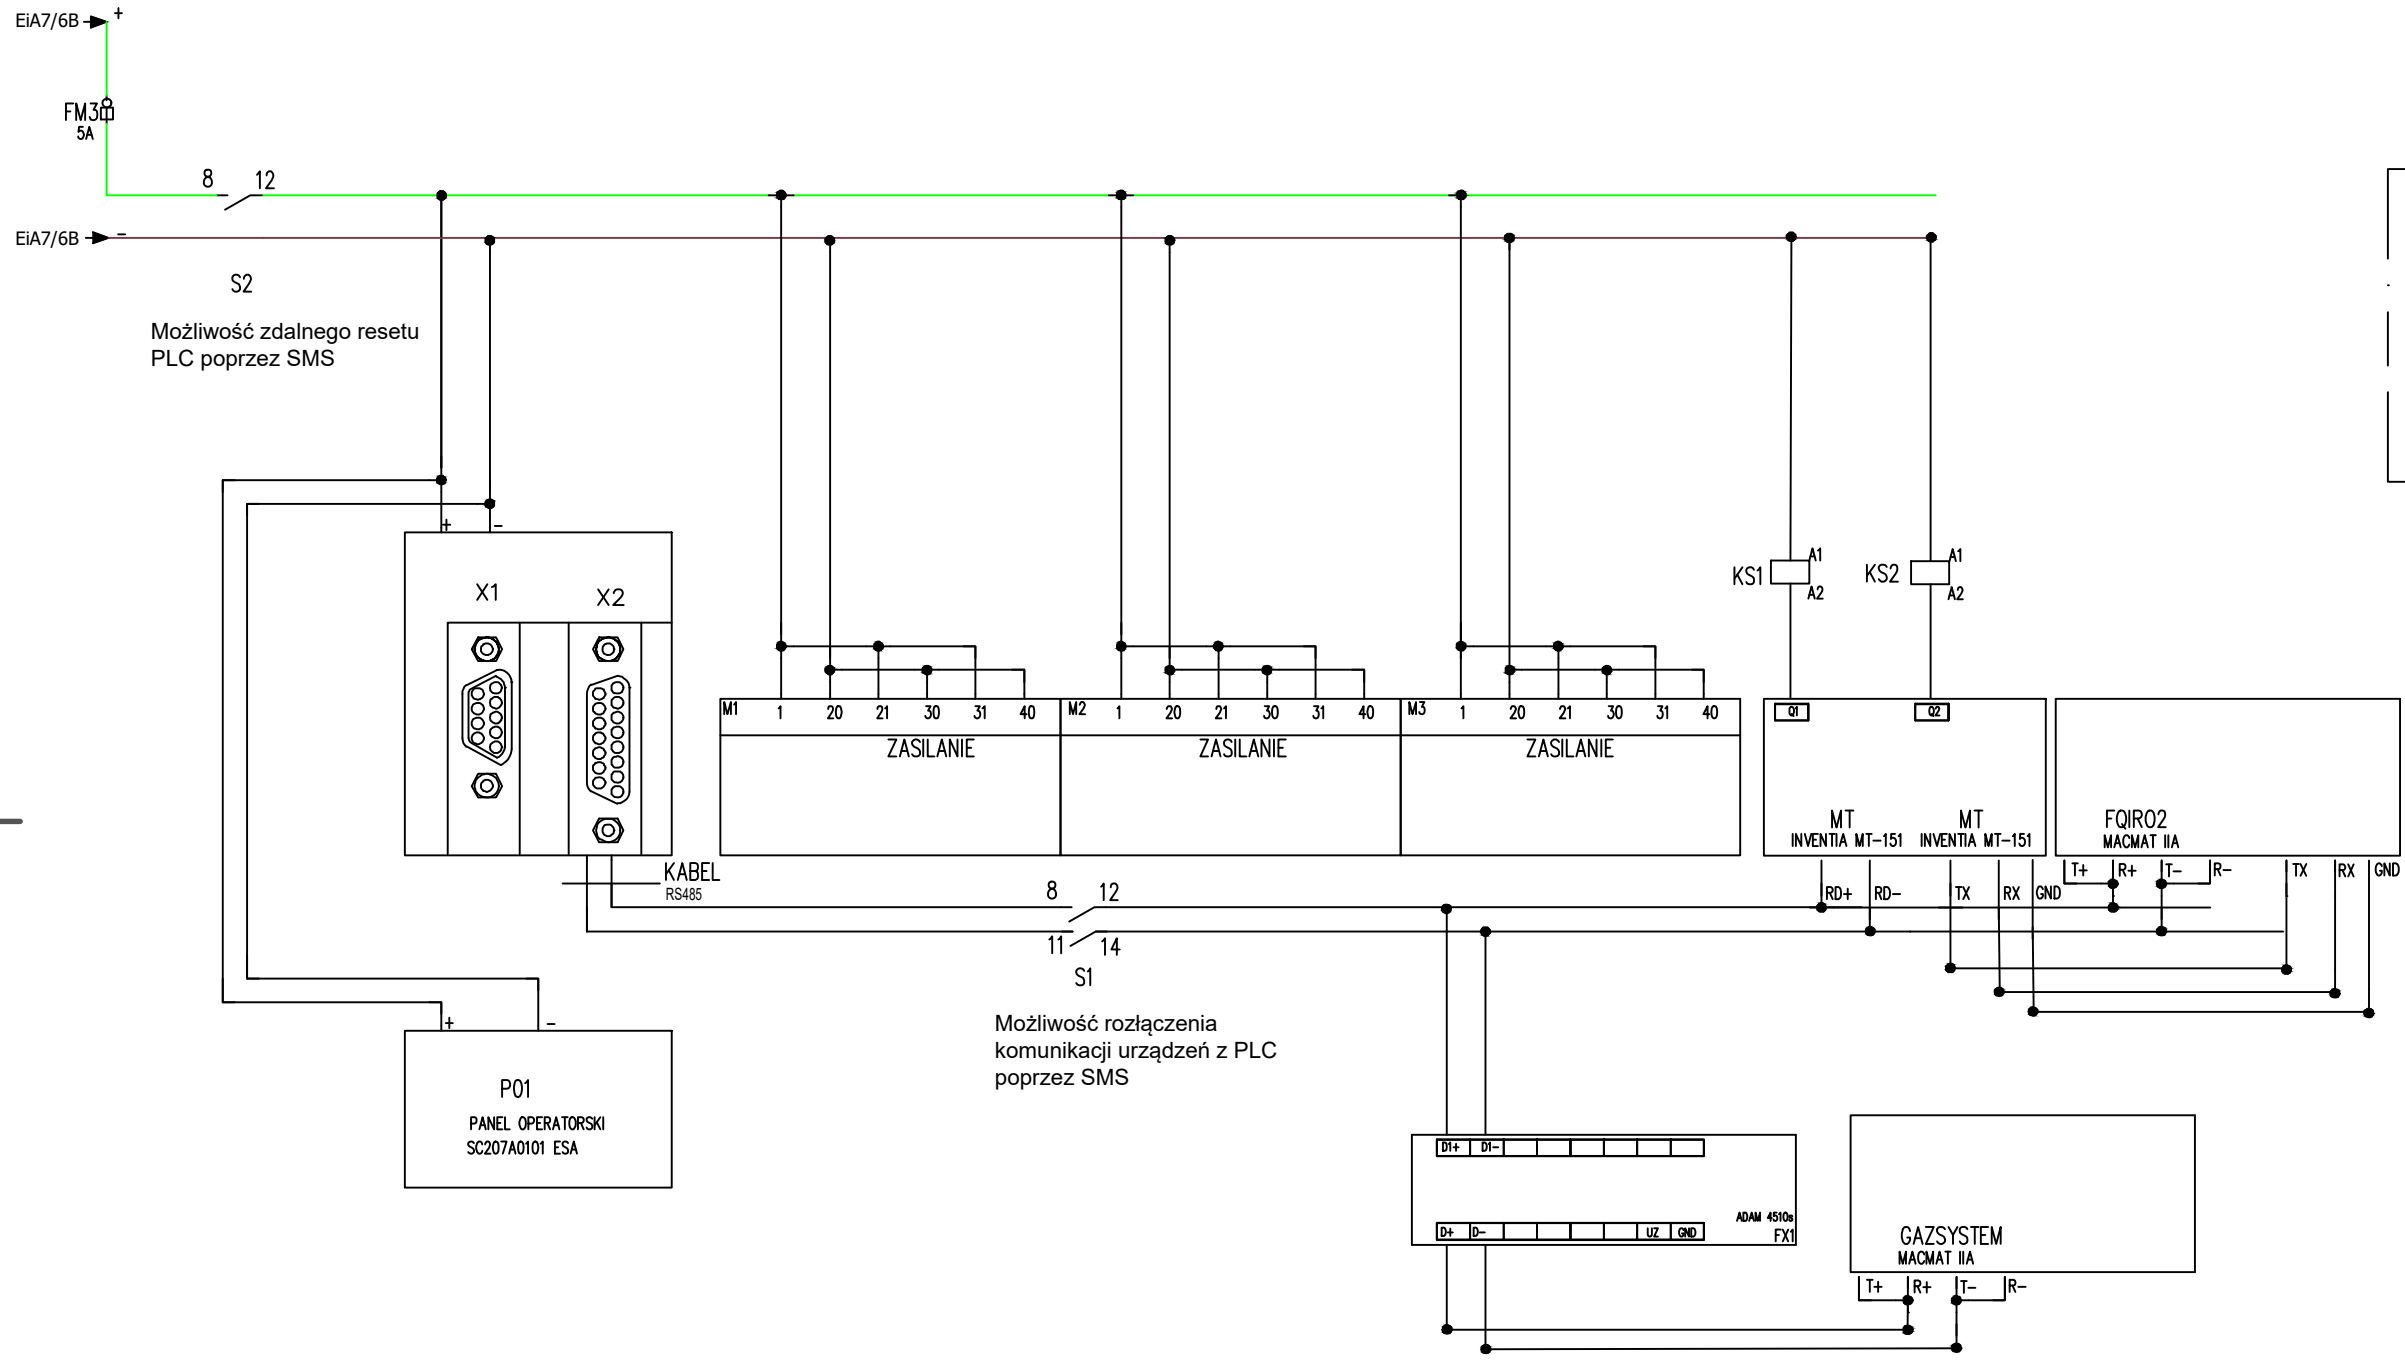 EiA7/6B +
FM3
5A
8 12
EiA7/6B -
S2
Możliwość zdalnego resetu
PLC poprzez SMS
+ -
X1 X2
KS1 A1
A2
KS2 A1
A2
M1 1 20 21 30 31 40
ZASILANIE
M2 1 20 21 30 31 40
ZASILANIE
M3 1 20 21 30 31 40
ZASILANIE
Q1 Q2
MT
INVENTIA MT-151
MT
INVENTIA MT-151
FQIR02
MACMAT IIA
RD+ RD- TX RX GND
T+ R+ T- R- TX RX GND
KABEL
RS485
8 12
11 14
S1
Możliwość rozłączenia
komunikacji urządzeń z PLC
poprzez SMS
+ -
P01
PANEL OPERATORSKI
SC207A0101 ESA
D1+ D1-
ADAM 4510s
FX1
D+ D- UZ GND
GAZSYSTEM
MACMAT IIA
T+ R+ T- R-